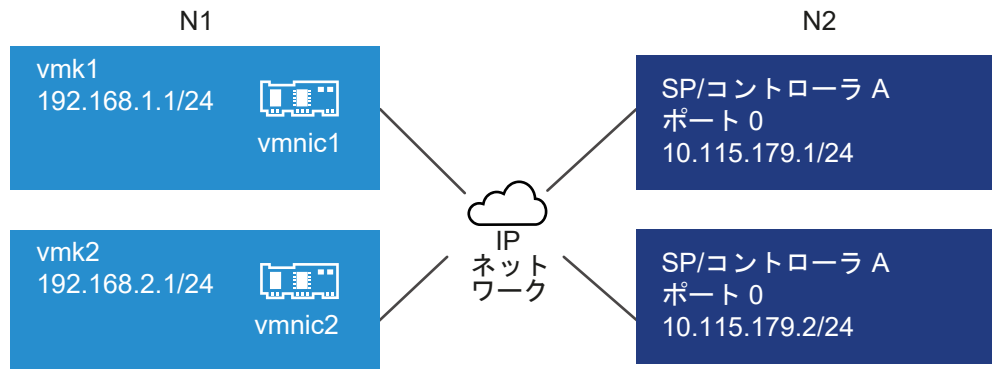 N1
N2
vmk1
192.168.1.1/24
vmnic1
SP/コントローラ A
ポート 0
10.115.179.1/24
IP
ネット
ワーク
vmk2
192.168.2.1/24
vmnic2
SP/コントローラ A
ポート 0
10.115.179.2/24